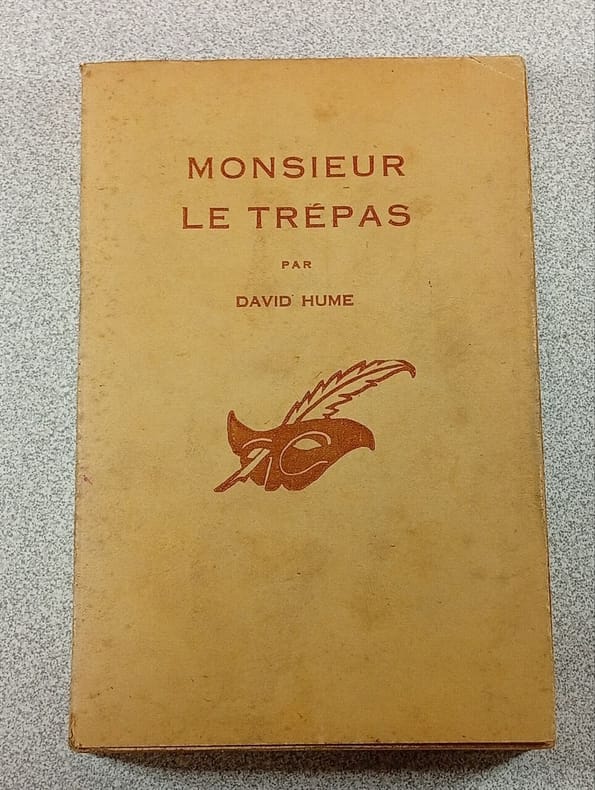 MONSIEUR
LE TRÉPAS
PAR
DAVID HUME